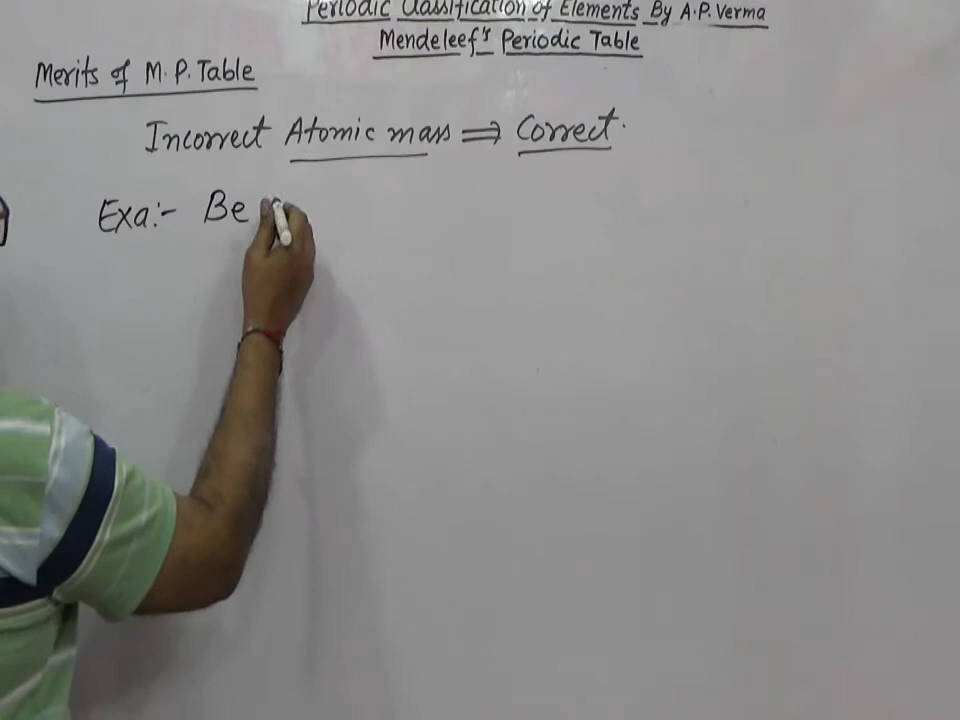 Periodic Classification of Elements By A.P. Verma
Mendeleef's Periodic Table
Merits of M.P. Table
Incorrect Atomic mass ⇒ Correct.
Exa:- Be